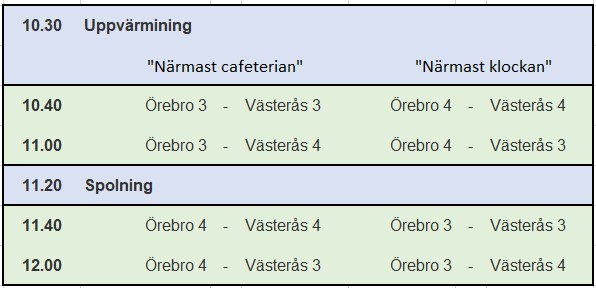 10.30 Uppvärmining
"Närmast cafeterian" "Närmast klockan"
10.40 Örebro 3 - Västerås 3 Örebro 4 - Västerås 4
11.00 Örebro 3 - Västerås 4 Örebro 4 - Västerås 3
11.20 Spolning
11.40 Örebro 4 - Västerås 4 Örebro 3 - Västerås 3
12.00 Örebro 4 - Västerås 3 Örebro 3 - Västerås 4